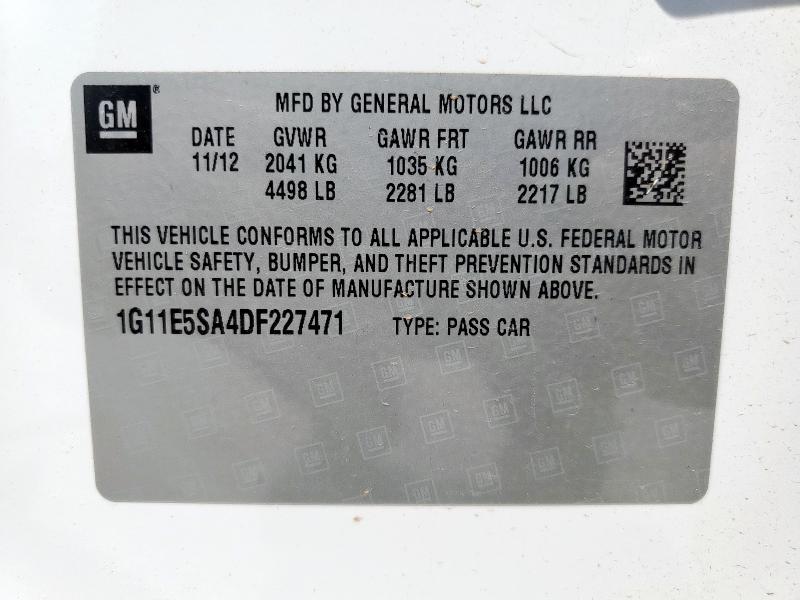 GM ®
MFD BY GENERAL MOTORS LLC
DATE GVWR GAWR FRT GAWR RR
11/12 2041 KG 1035 KG 1006 KG
4498 LB 2281 LB 2217 LB
THIS VEHICLE CONFORMS TO ALL APPLICABLE U.S. FEDERAL MOTOR
VEHICLE SAFETY, BUMPER, AND THEFT PREVENTION STANDARDS IN
EFFECT ON THE DATE OF MANUFACTURE SHOWN ABOVE.
1G11E5SA4DF227471 TYPE: PASS CAR